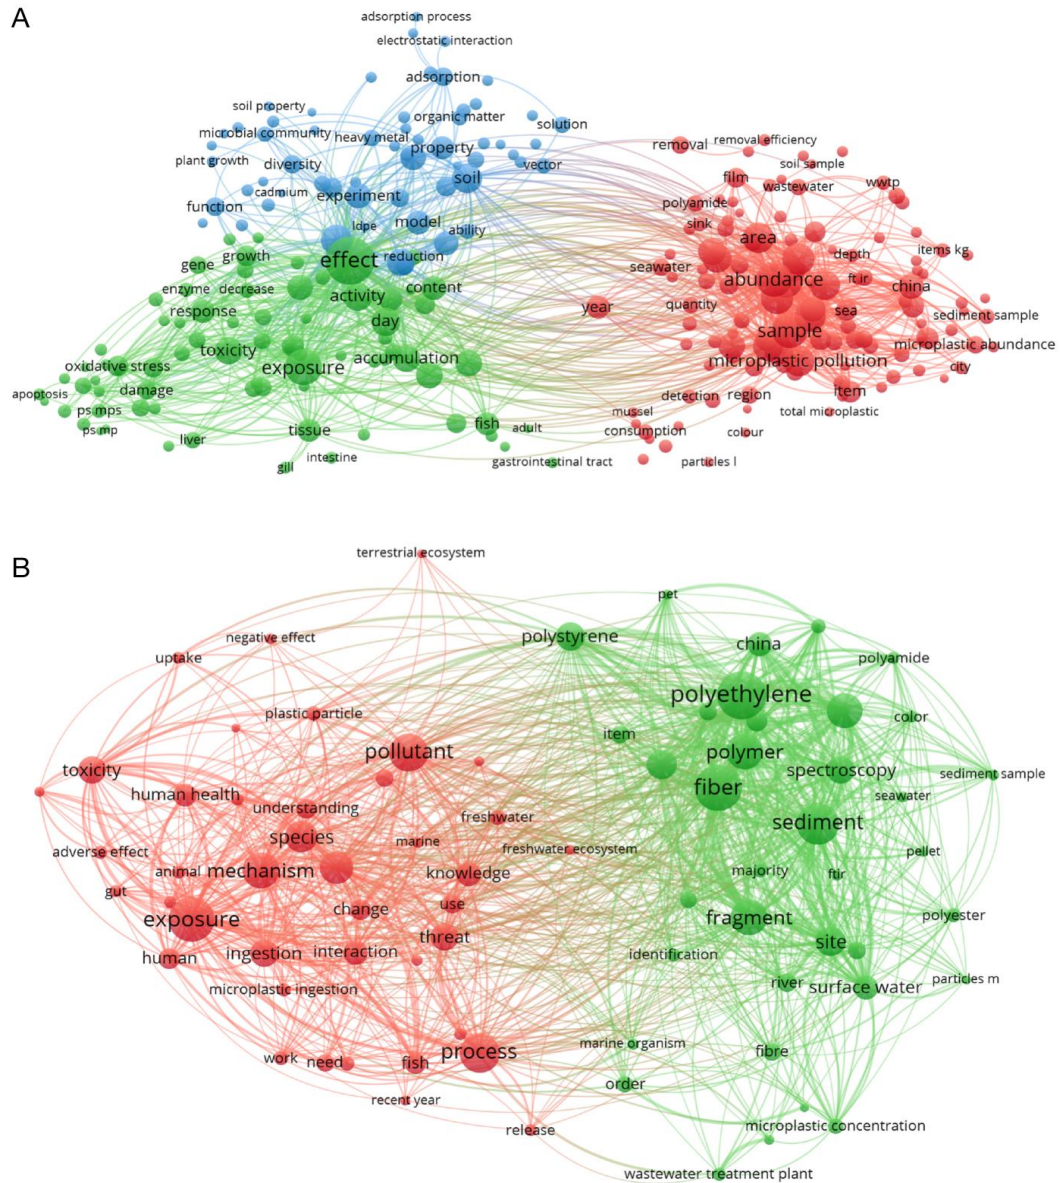 A
adsorption process
electrostatic interaction
adsorption
soil property
organic matter
microbial community
heavy metal
solution
property
plant growth
diversity
vector
soil
cadmium
experiment
function
ldpe
model
ability
effect
reduction
growth
gene
enzyme
decrease
activity
content
response
day
toxicity
accumulation
oxidative stress
exposure
apoptosis
damage
ps mps
ps mp
liver
tissue
fish
adult
gill
intestine
gastrointestinal tract
removal
removal efficiency
soil sample
film
wastewater
wwtp
polyamide
sink
area
items kg
depth
seawater
abundance
ft ir
china
year
quantity
sea
sediment sample
sample
microplastic abundance
microplastic pollution
city
detection
region
item
mussel
total microplastic
consumption
colour
particles l
B
terrestrial ecosystem
pet
negative effect
polystyrene
china
uptake
polyamide
polyethylene
plastic particle
color
item
pollutant
polymer
toxicity
spectroscopy
sediment sample
human health
fiber
seawater
understanding
freshwater
sediment
species
marine
freshwater ecosystem
adverse effect
pellet
animal
mechanism
knowledge
majority
ftir
gut
change
use
exposure
fragment
polyester
threat
site
human
ingestion
interaction
identification
river
surface water
particles m
microplastic ingestion
process
marine organism
fibre
work
need
fish
order
recent year
release
microplastic concentration
wastewater treatment plant